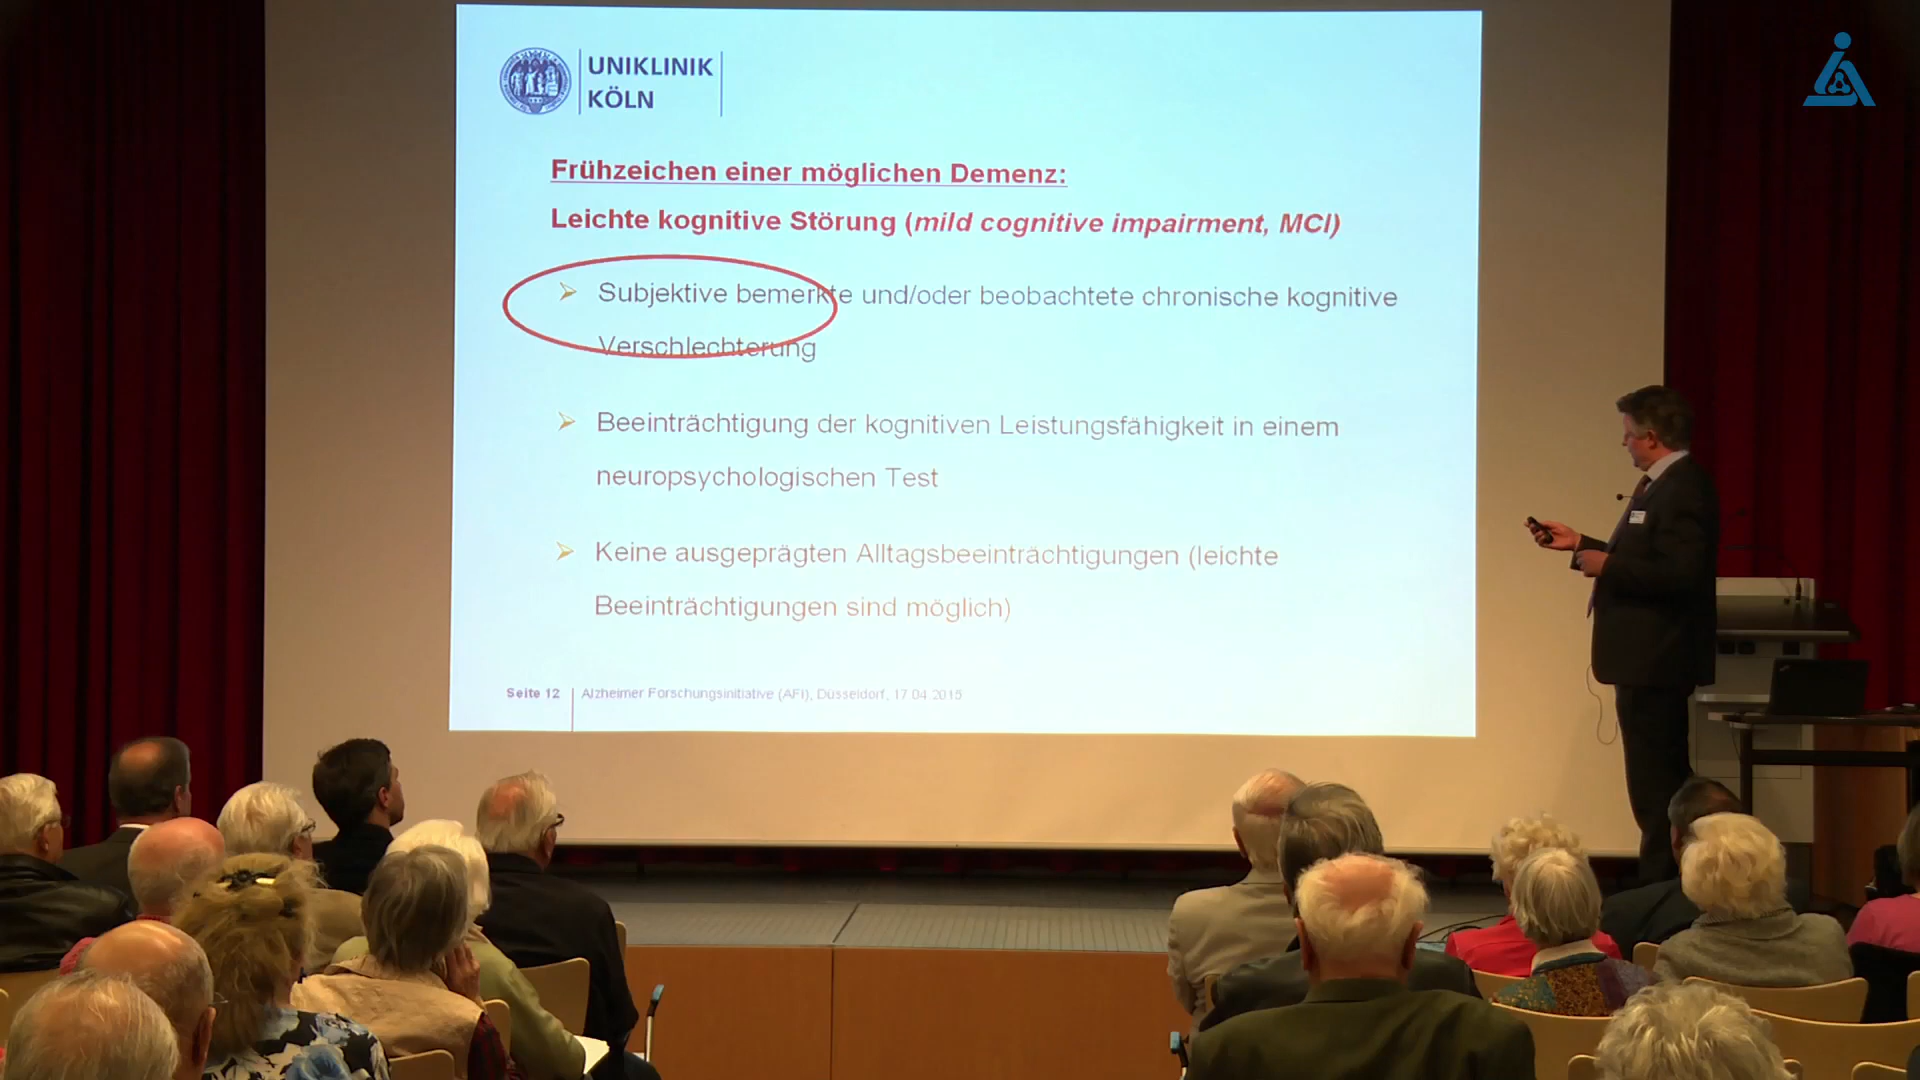 UNIKLINIK
KÖLN
Frühzeichen einer möglichen Demenz:
Leichte kognitive Störung (mild cognitive impairment, MCI)
➢ Subjektive bemerkte und/oder beobachtete chronische kognitive
Verschlechterung
➢ Beeinträchtigung der kognitiven Leistungsfähigkeit in einem
neuropsychologischen Test
➢ Keine ausgeprägten Alltagsbeeinträchtigungen (leichte
Beeinträchtigungen sind möglich)
Seite 12 Alzheimer Forschungsinitiative (AFI), Düsseldorf, 17.04.2015